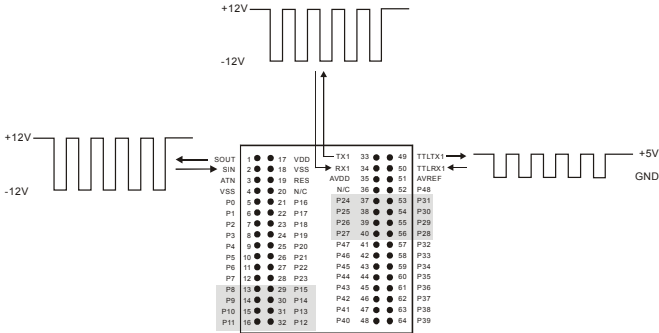 +12V
-12V
+12V
-12V
+5V
GND
SOUT 1 17 VDD TX1 33 49 TTLTX1
SIN 2 18 VSS RX1 34 50 TTLRX1
ATN 3 19 RES AVDD 35 51 AVREF
VSS 4 20 N/C N/C 36 52 P48
P0 5 21 P16 P24 37 53 P31
P1 6 22 P17 P25 38 54 P30
P2 7 23 P18 P26 39 55 P29
P3 8 24 P19 P27 40 56 P28
P4 9 25 P20 P47 41 57 P32
P5 10 26 P21 P46 42 58 P33
P6 11 27 P22 P45 43 59 P34
P7 12 28 P23 P44 44 60 P35
P8 13 29 P15 P43 45 61 P36
P9 14 30 P14 P42 46 62 P37
P10 15 31 P13 P41 47 63 P38
P11 16 32 P12 P40 48 64 P39